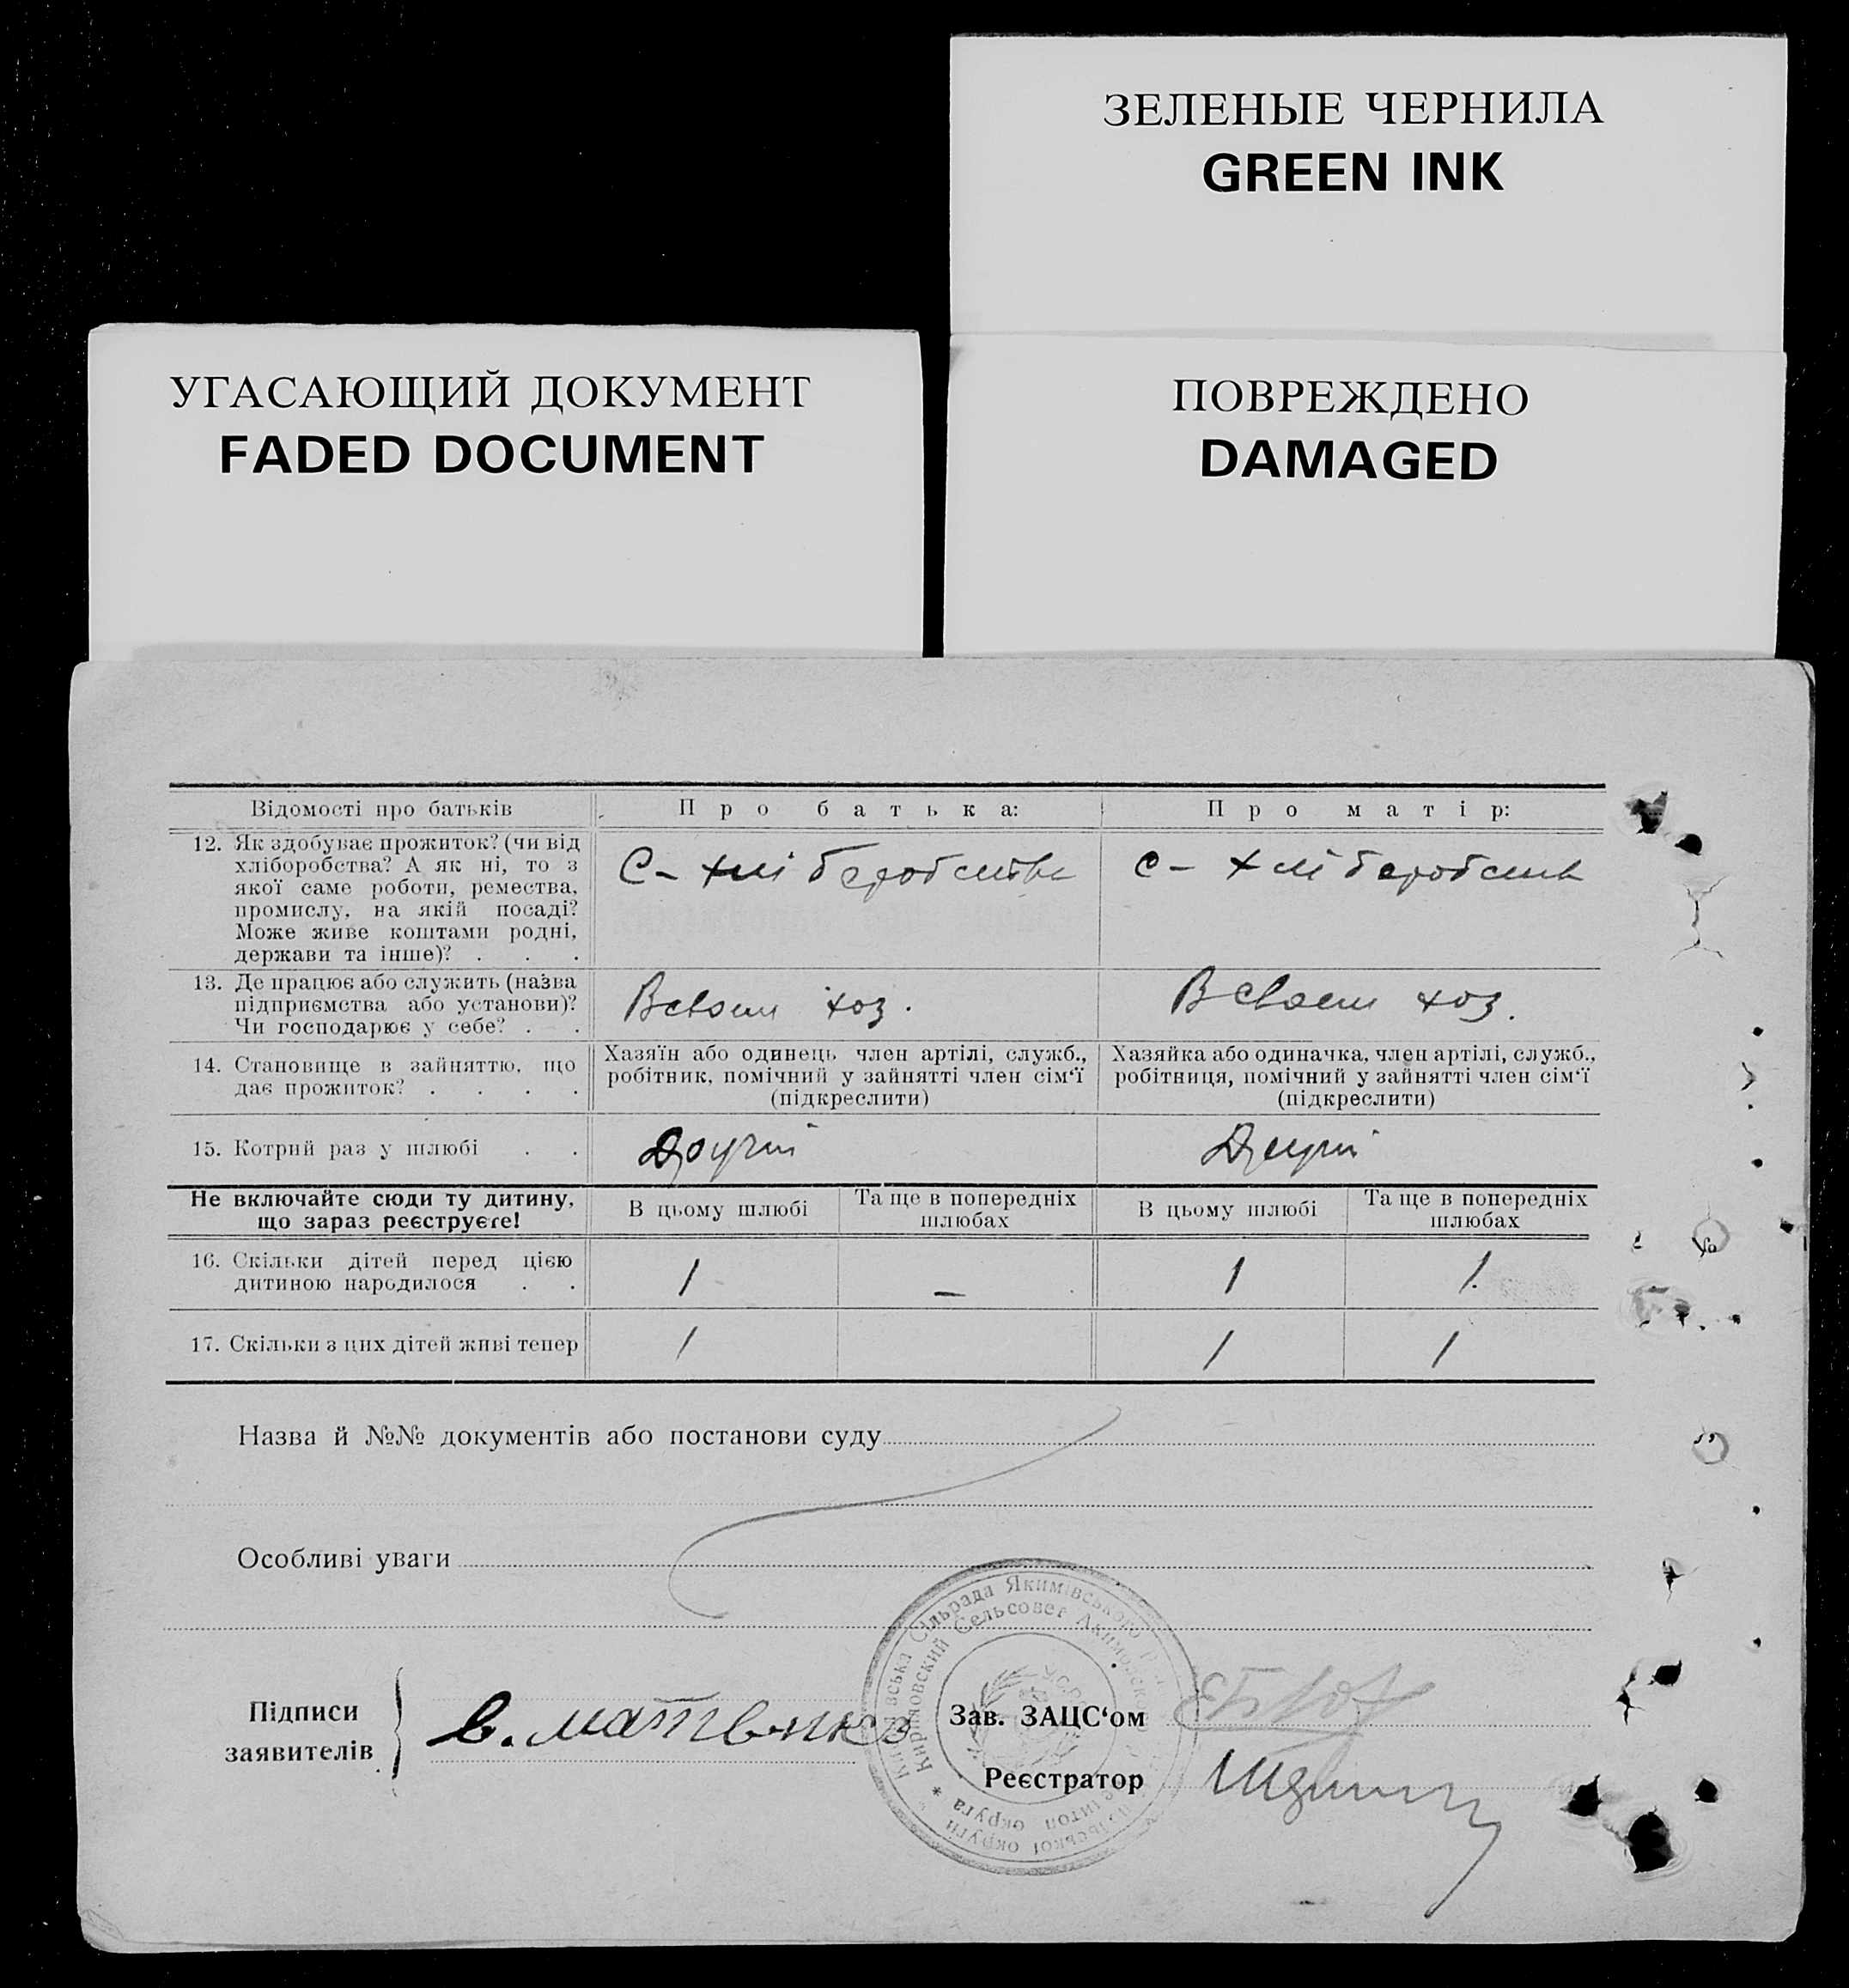 ЗЕЛЕНЫЕ ЧЕРНИЛА
GREEN INK
УГАСАЮЩИЙ ДОКУМЕНТ
FADED DOCUMENT
ПОВРЕЖДЕНО
DAMAGED
Відомості про батьків
Про батька:
Про матір:
12. Як здобуває прожиток? (чи від
хліборобства? А як ні, то з
якої саме роботи, ремества,
промислу, на якій посаді?
Може живе коштами родні,
держави та інше)? . . .
С-
с-
13. Де працює або служить (назва
підприємства або установи)?
Чи господарює у себе? . .
В своем хоз.
В своем хоз.
14. Становище в зайняттю, що
дає прожиток? . . . .
Хазяїн або одинець член артілі, служб.,
робітник, помічний у зайнятті член сім‘ї
(підкреслити)
Хазяйка або одиначка, член артілі, служб.,
робітниця, помічний у зайнятті член сім‘ї
(підкреслити)
15. Котрий раз у шлюбі . .
Другий
Другий
Не включайте сюди ту дитину,
що зараз реєструєте!
В цьому шлюбі
Та ще в попередніх
шлюбах
В цьому шлюбі
Та ще в попередніх
шлюбах
16. Скільки дітей перед цією
дитиною народилося . .
1
—
1
1.
17. Скільки з цих дітей живі тепер
1
1
1
Назва й №№ документів або постанови суду
Особливі уваги
Підписи
заявителів
в.
Зав. ЗАЦС‘ом
Реєстратор
Сільрада Якимівського
Кирпловский Сельсовет Акимовского
округи
округа *